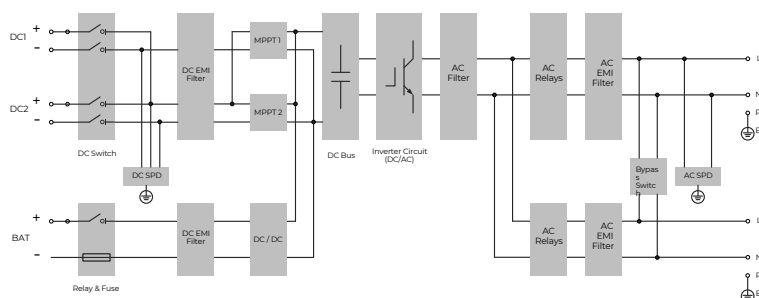 DC1
+
-
DC2
+
-
DC Switch
DC SPD
DC EMI
Filter
MPPT 1
MPPT 2
DC Bus
Inverter Circuit
(DC/AC)
AC
Filter
AC
Relays
AC
EMI
Filter
L
N
P
E
Bypas
s
Switc
h
AC SPD
BAT
+
-
Relay & Fuse
DC EMI
Filter
DC / DC
AC
Relays
AC EMI
Filter
L
N
P
E